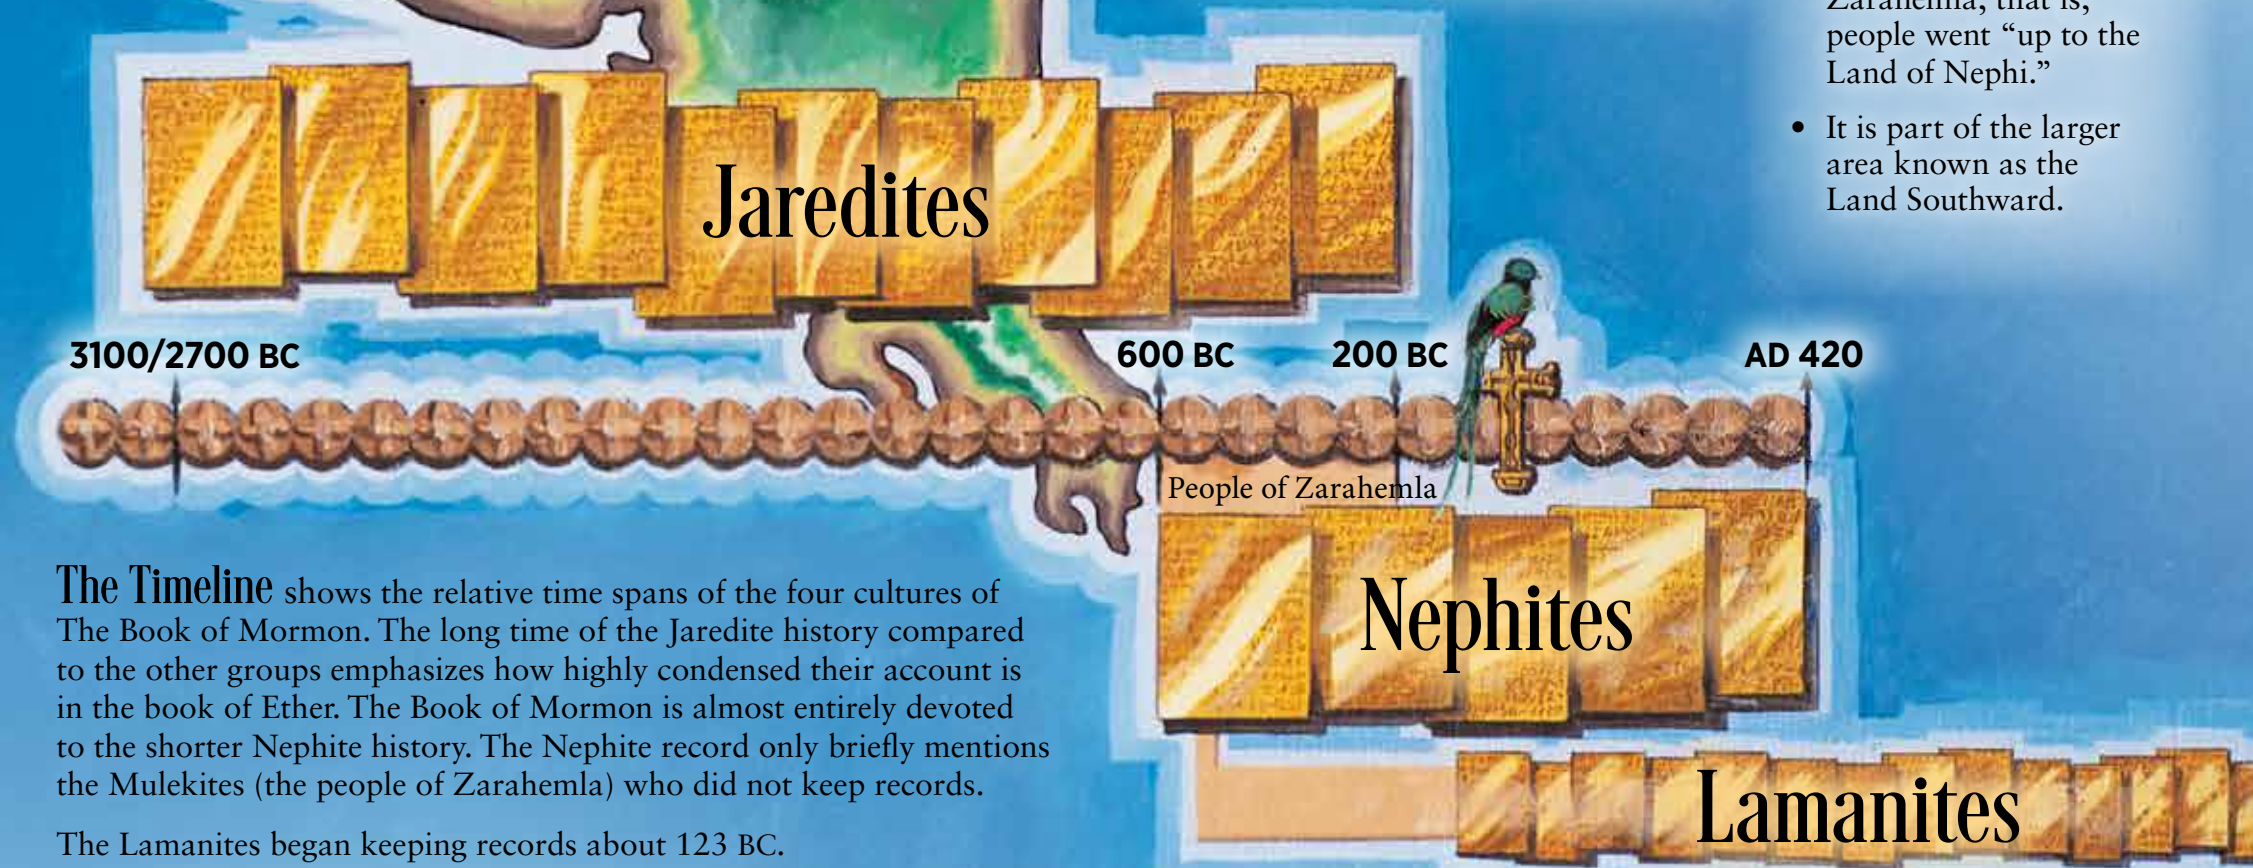 Zarahemla, that is,
people went “up to the
Land of Nephi.”
• It is part of the larger
area known as the
Land Southward.
Jaredites
3100/2700 BC
600 BC
200 BC
AD 420
People of Zarahemla
Nephites
Lamanites
The Timeline shows the relative time spans of the four cultures of
The Book of Mormon. The long time of the Jaredite history compared
to the other groups emphasizes how highly condensed their account is
in the book of Ether. The Book of Mormon is almost entirely devoted
to the shorter Nephite history. The Nephite record only briefly mentions
the Mulekites (the people of Zarahemla) who did not keep records.
The Lamanites began keeping records about 123 BC.